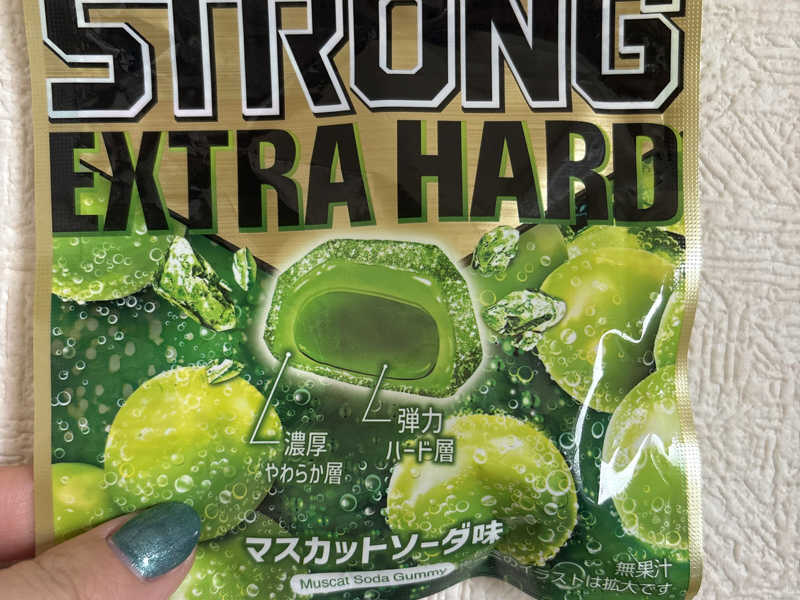 STRONG
EXTRA HARD
濃厚
やわらか層
弾力
ハード層
マスカットソーダ味
Muscat Soda Gummy
無果汁
イラストは拡大です